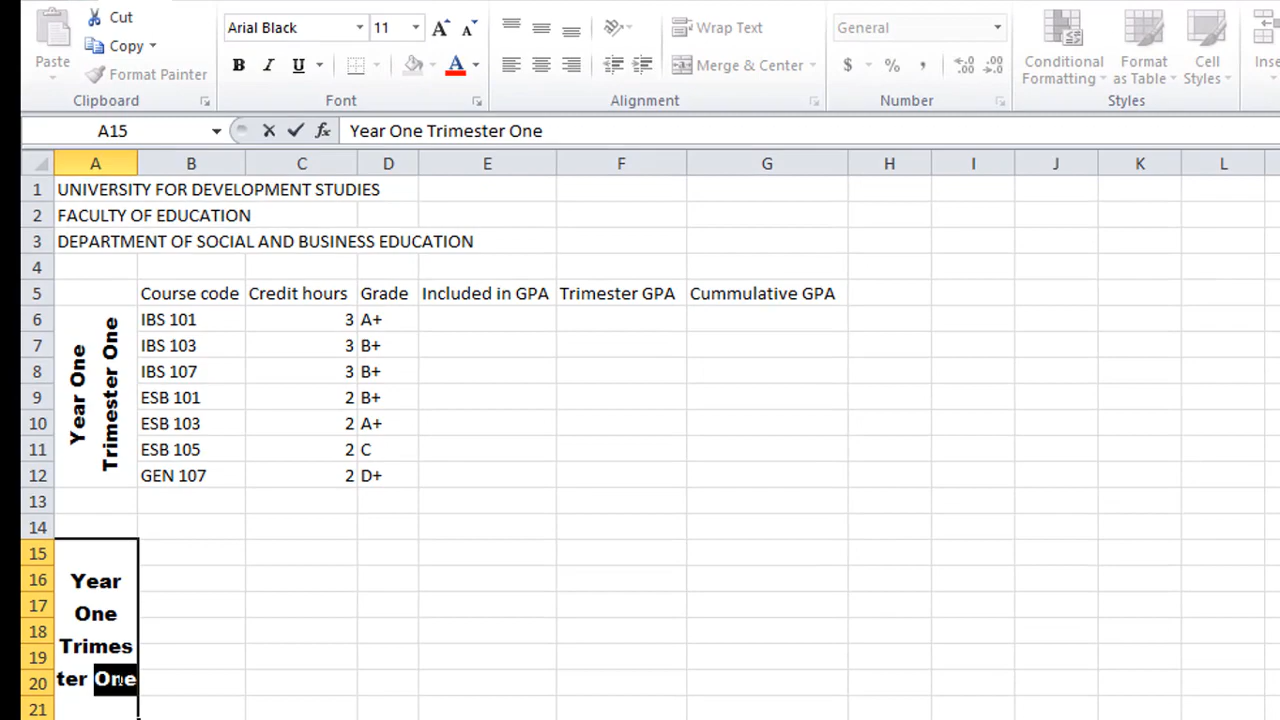 Cut
Copy
Format Painter
Paste
Clipboard
Arial Black 11 A A
B I U A
Font
Wrap Text
Merge & Center
Alignment
General
$ % , .0 .00 .00 .0
Number
Conditional Formatting
Format as Table
Cell Styles
Styles
Inse
A15 fx Year One Trimester One
A B C D E F G H I J K L
1 UNIVERSITY FOR DEVELOPMENT STUDIES
2 FACULTY OF EDUCATION
3 DEPARTMENT OF SOCIAL AND BUSINESS EDUCATION
4
5 Course code Credit hours Grade Included in GPA Trimester GPA Cummulative GPA
Year One
Trimester One
6 IBS 101 3 A+
7 IBS 103 3 B+
8 IBS 107 3 B+
9 ESB 101 2 B+
10 ESB 103 2 A+
11 ESB 105 2 C
12 GEN 107 2 D+
13
14
15
16 Year
17 One
18 Trimes
19
20 ter One
21